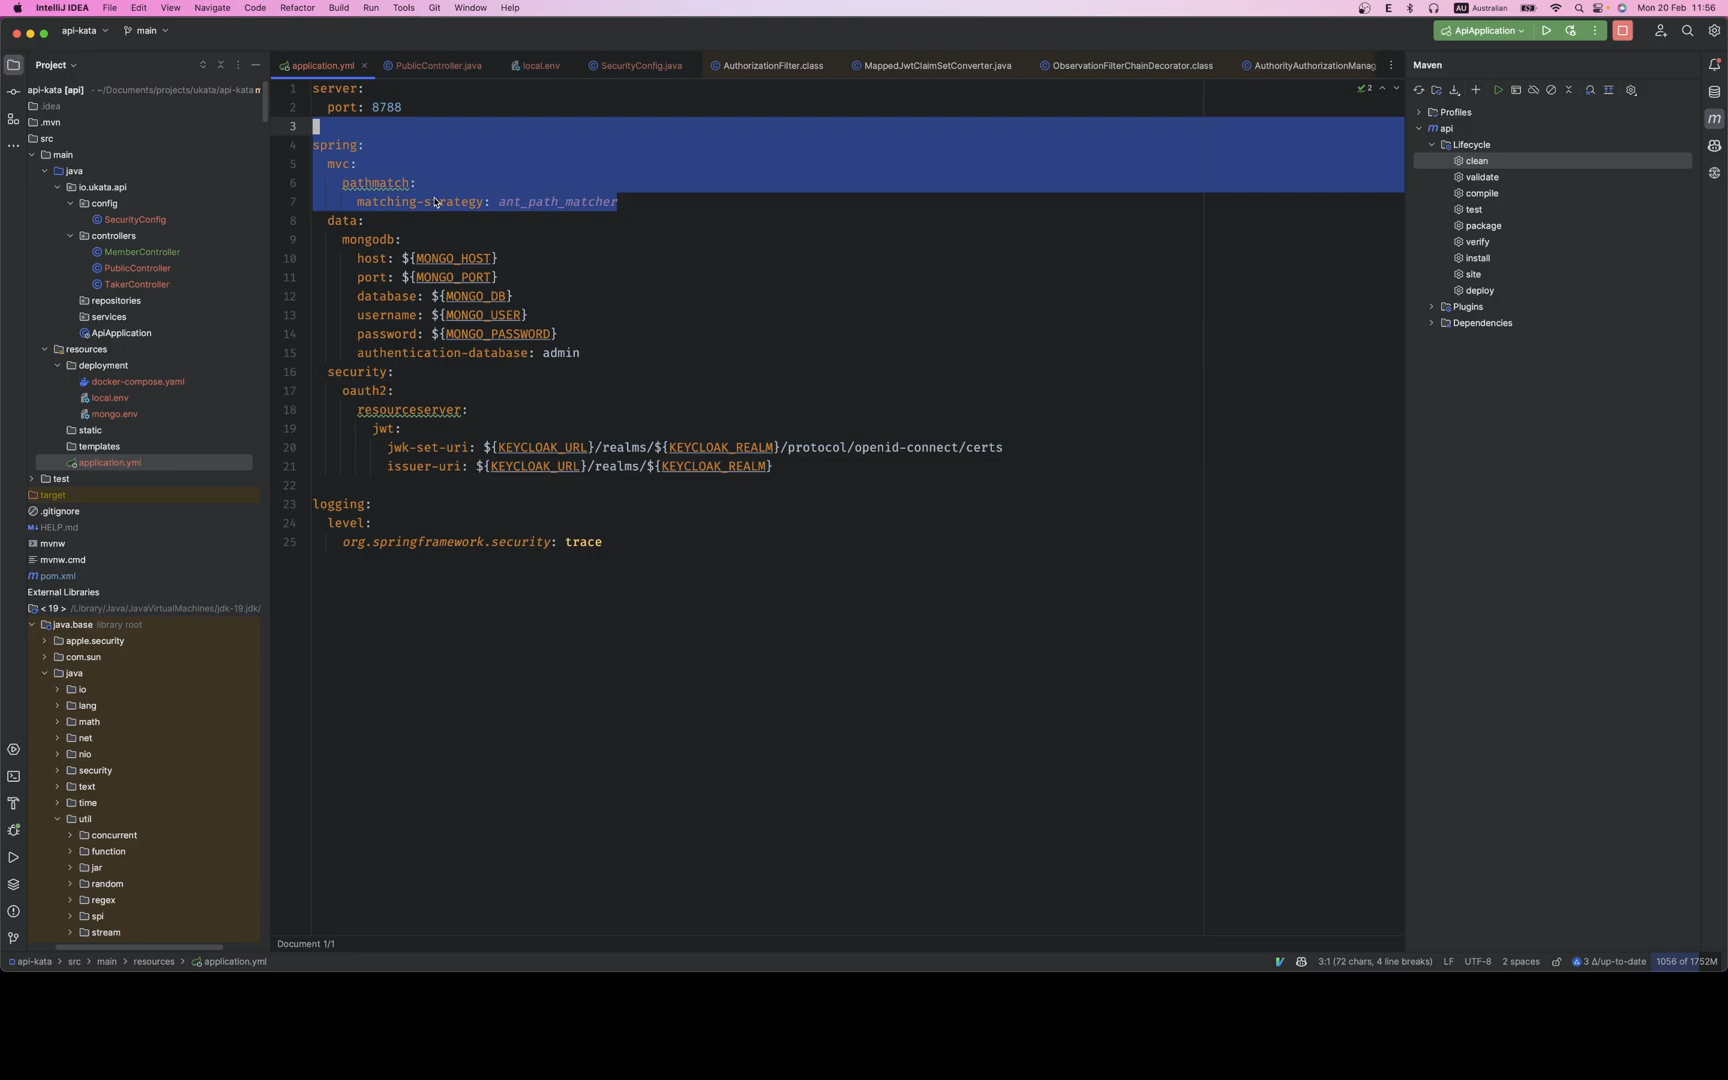 IntelliJ IDEA File Edit View Navigate Code Refactor Build Run Tools Git Window Help
E AU Australian Mon 20 Feb 11:56
api-kata main
ApiApplication
Project
application.yml PublicController.java local.env SecurityConfig.java AuthorizationFilter.class MappedJwtClaimSetConverter.java ObservationFilterChainDecorator.class AuthorityAuthorizationManag
Maven
api-kata [api] ~/Documents/projects/ukata/api-kata
.idea
.mvn
src
main
java
io.ukata.api
config
SecurityConfig
controllers
MemberController
PublicController
TakerController
repositories
services
ApiApplication
resources
deployment
docker-compose.yaml
local.env
mongo.env
static
templates
application.yml
test
target
.gitignore
HELP.md
mvnw
mvnw.cmd
pom.xml
External Libraries
< 19 > /Library/Java/JavaVirtualMachines/jdk-19.jdk/
java.base library root
apple.security
com.sun
java
io
lang
math
net
nio
security
text
time
util
concurrent
function
jar
random
regex
spi
stream
1 server:
2 port: 8788
3
4 spring:
5 mvc:
6 pathmatch:
7 matching-strategy: ant_path_matcher
8 data:
9 mongodb:
10 host: ${MONGO_HOST}
11 port: ${MONGO_PORT}
12 database: ${MONGO_DB}
13 username: ${MONGO_USER}
14 password: ${MONGO_PASSWORD}
15 authentication-database: admin
16 security:
17 oauth2:
18 resourceserver:
19 jwt:
20 jwk-set-uri: ${KEYCLOAK_URL}/realms/${KEYCLOAK_REALM}/protocol/openid-connect/certs
21 issuer-uri: ${KEYCLOAK_URL}/realms/${KEYCLOAK_REALM}
22
23 logging:
24 level:
25 org.springframework.security: trace
2
Profiles
api
Lifecycle
clean
validate
compile
test
package
verify
install
site
deploy
Plugins
Dependencies
Document 1/1
api-kata > src > main > resources > application.yml
3:1 (72 chars, 4 line breaks) LF UTF-8 2 spaces 3 Δ/up-to-date 1056 of 1752M